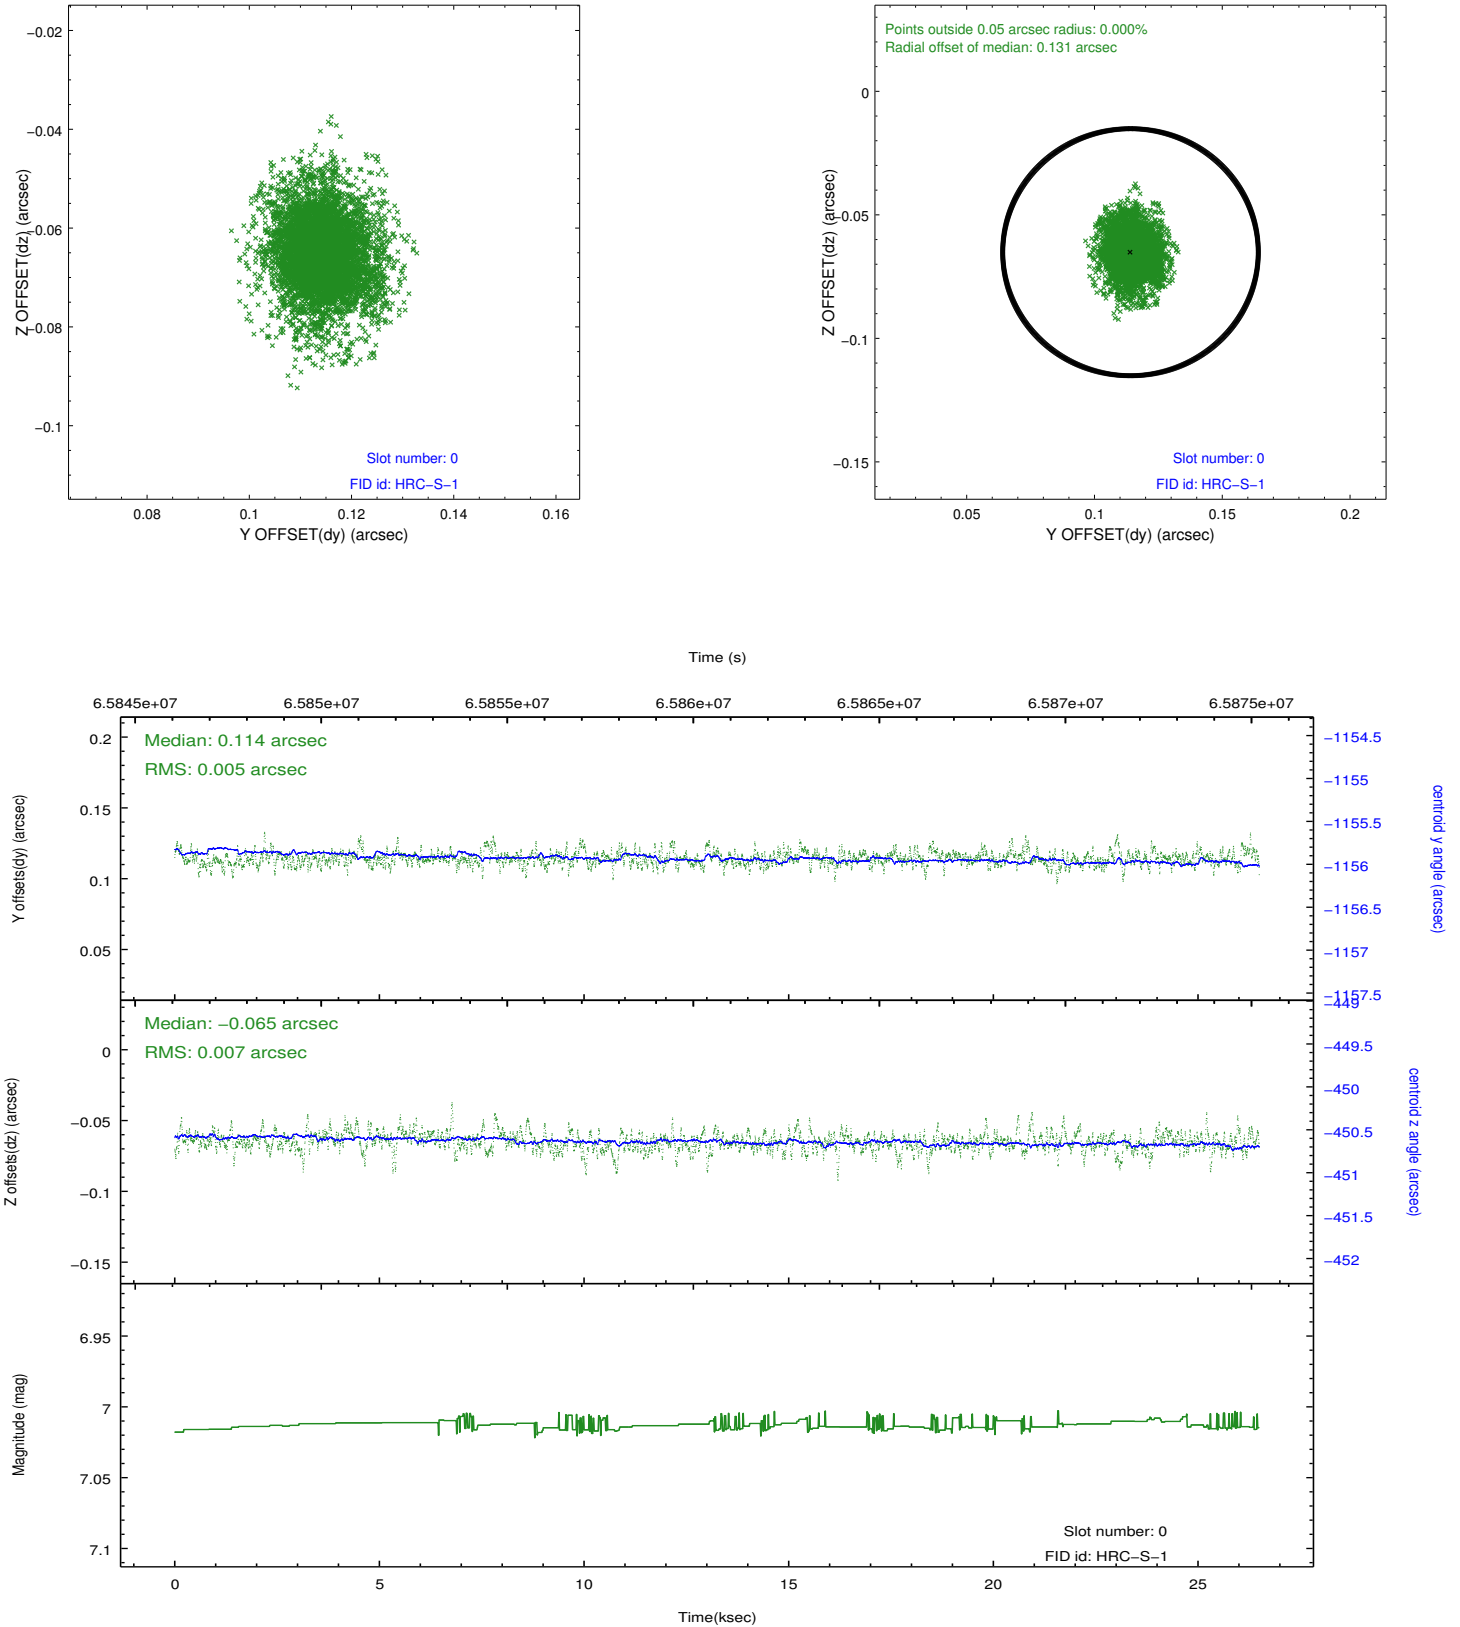 −0.02
−0.04
−0.06
−0.08
−0.1
Z OFFSET(dz) (arcsec)
Slot number: 0
FID id: HRC−S−1
0.08
0.1
0.12
0.14
0.16
Y OFFSET(dy) (arcsec)
Points outside 0.05 arcsec radius: 0.000%
Radial offset of median: 0.131 arcsec
0
−0.05
−0.1
−0.15
Z OFFSET(dz) (arcsec)
Slot number: 0
FID id: HRC−S−1
0.05
0.1
0.15
0.2
Y OFFSET(dy) (arcsec)
Time (s)
6.5845e+07
6.585e+07
6.5855e+07
6.586e+07
6.5865e+07
6.587e+07
6.5875e+07
Median: 0.114 arcsec
RMS: 0.005 arcsec
0.2
0.15
0.1
0.05
Y offsets(dy) (arcsec)
−1154.5
−1155
−1155.5
−1156
−1156.5
−1157
−1157.5
centroid y angle (arcsec)
Median: −0.065 arcsec
RMS: 0.007 arcsec
0
−0.05
−0.1
−0.15
Z offsets(dz) (arcsec)
−449
−449.5
−450
−450.5
−451
−451.5
−452
centroid z angle (arcsec)
6.95
7
7.05
7.1
Magnitude (mag)
Slot number: 0
FID id: HRC−S−1
0
5
10
15
20
25
Time(ksec)